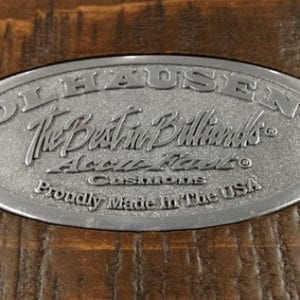 OLHAUSEN
The Best in Billiards®
Accu-Fast®
Cushions
Proudly Made In The USA